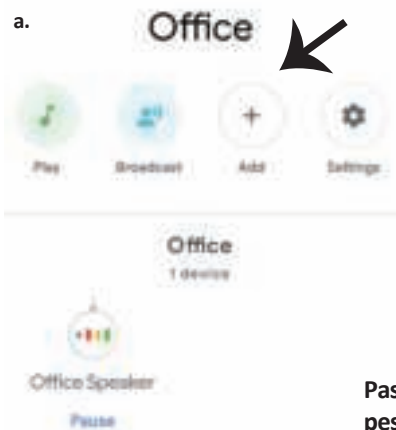 a.
Office
Play Broadcast Add Settings
Office
1 device
Office Speaker
Pause
Pas
pes